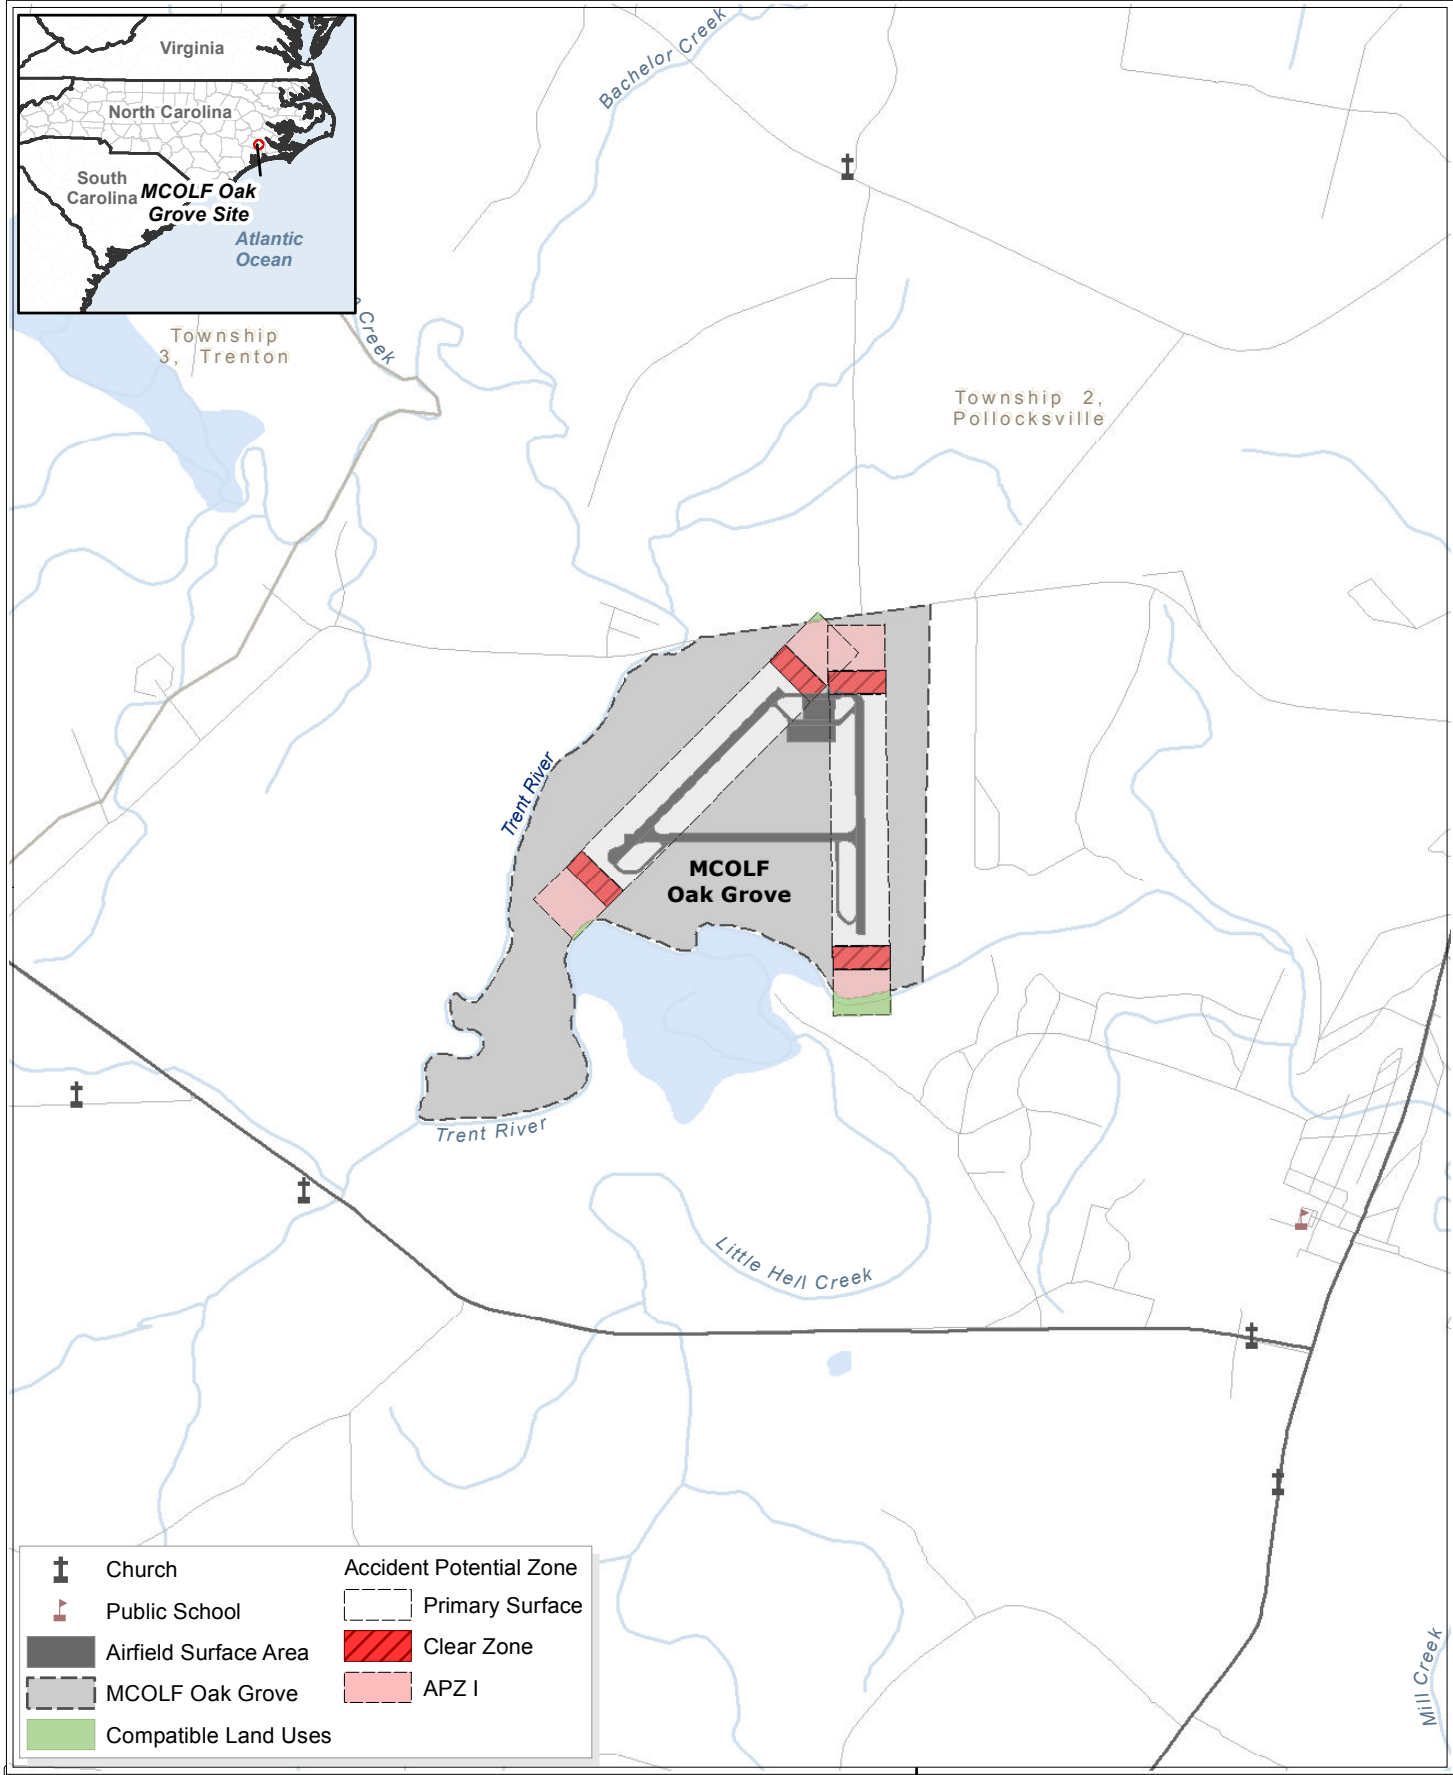 Virginia
North Carolina
South
Carolina
MCOLF Oak
Grove Site
Atlantic
Ocean
Bachelor Creek
Creek
Township
3, Trenton
Township 2,
Pollocksville
Trent River
MCOLF
Oak Grove
Trent River
Little Hell Creek
Mill Creek
Church
Public School
Airfield Surface Area
MCOLF Oak Grove
Compatible Land Uses
Accident Potential Zone
Primary Surface
Clear Zone
APZ I